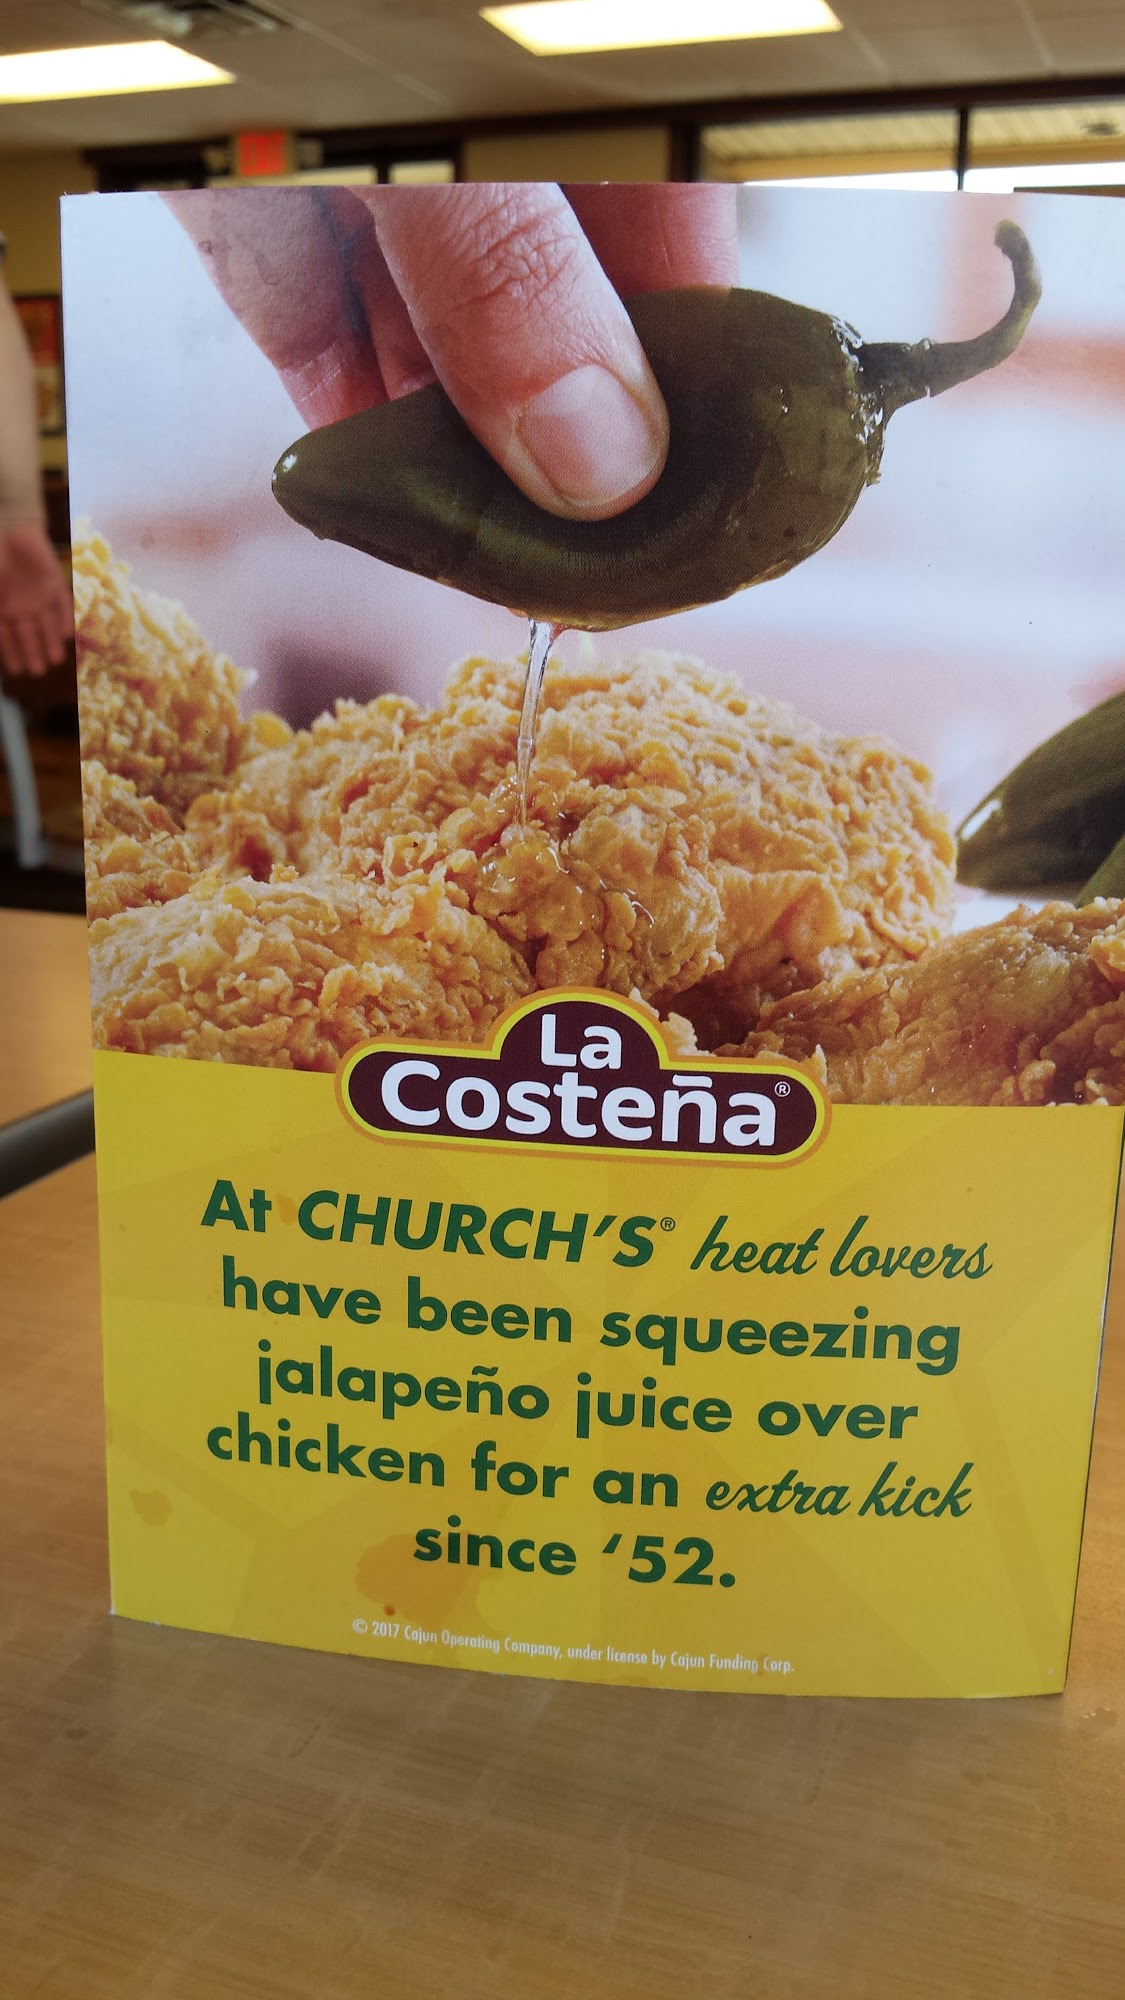 La
Costeña®
At CHURCH'S® heat lovers
have been squeezing
jalapeño juice over
chicken for an extra kick
since '52.
© 2017 Cajun Operating Company, under license by Cajun Funding Corp.